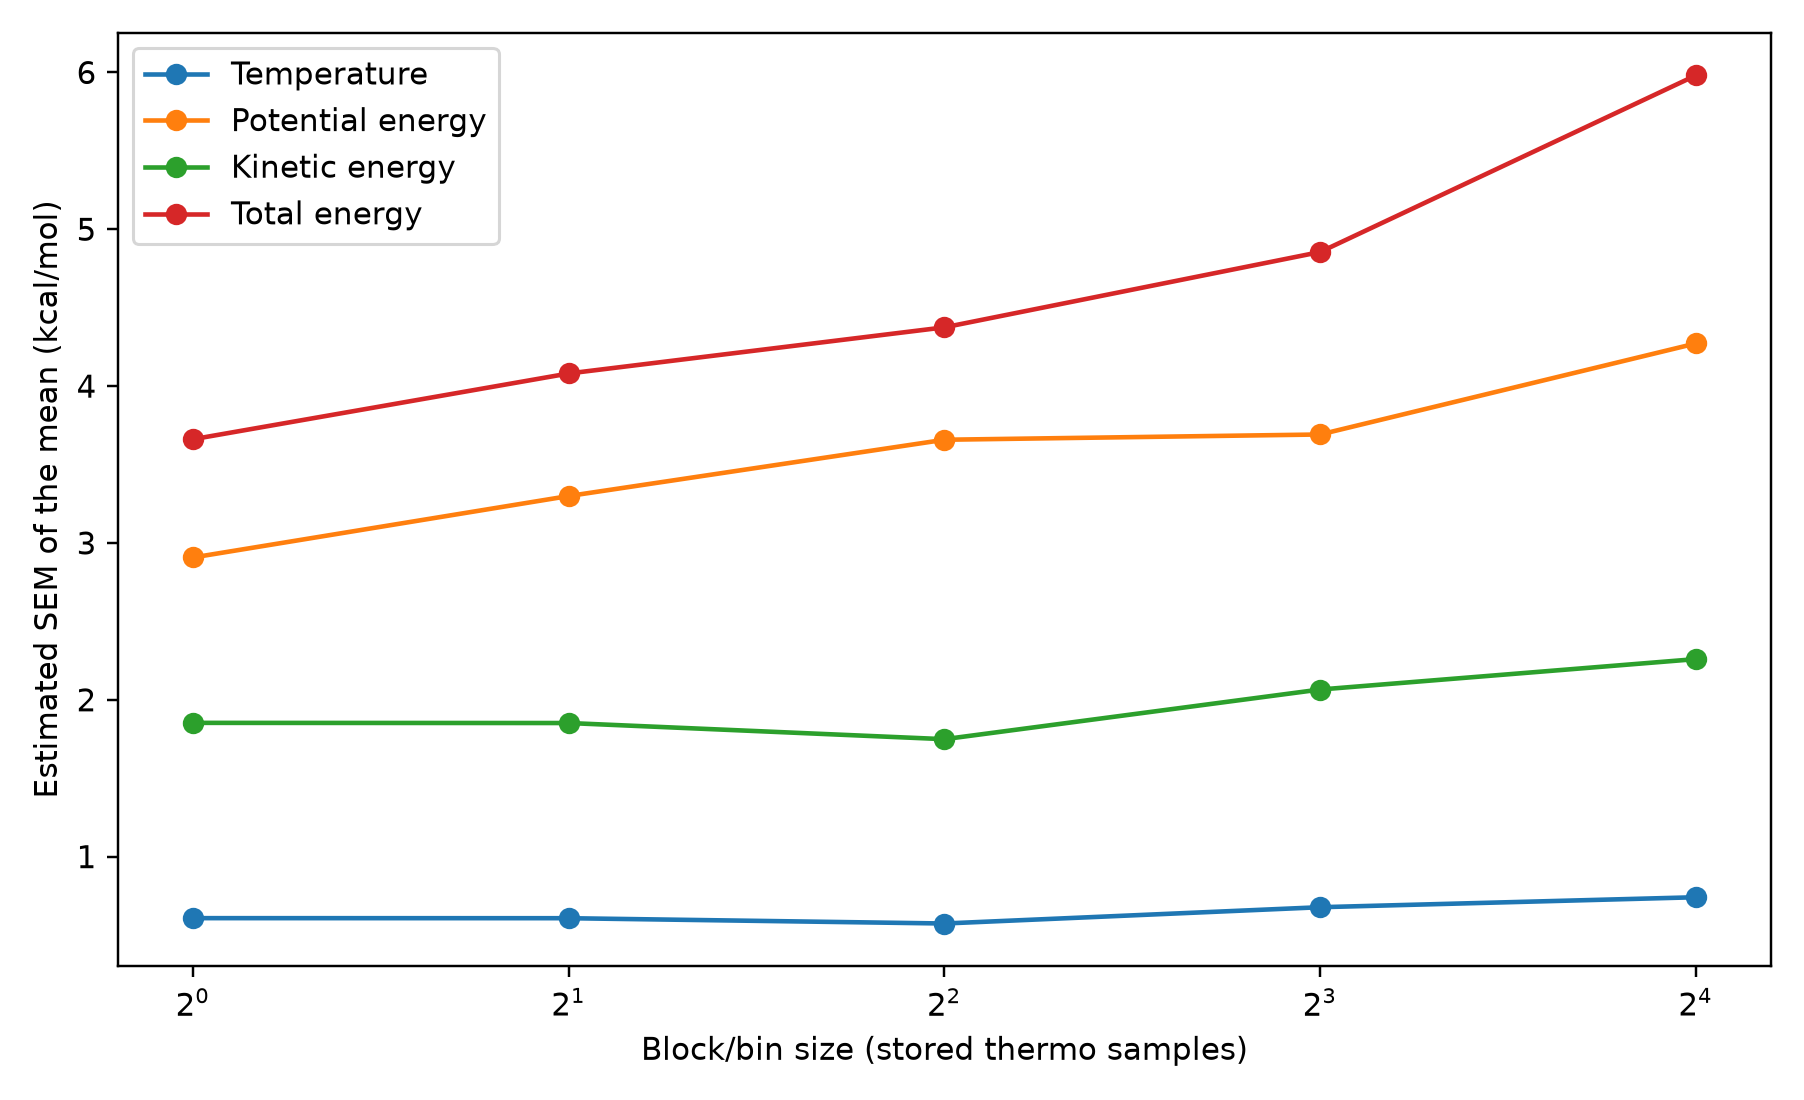 Temperature
Potential energy
Kinetic energy
Total energy
Estimated SEM of the mean (kcal/mol)
6
5
4
3
2
1
2⁰ 2¹ 2² 2³ 2⁴
Block/bin size (stored thermo samples)